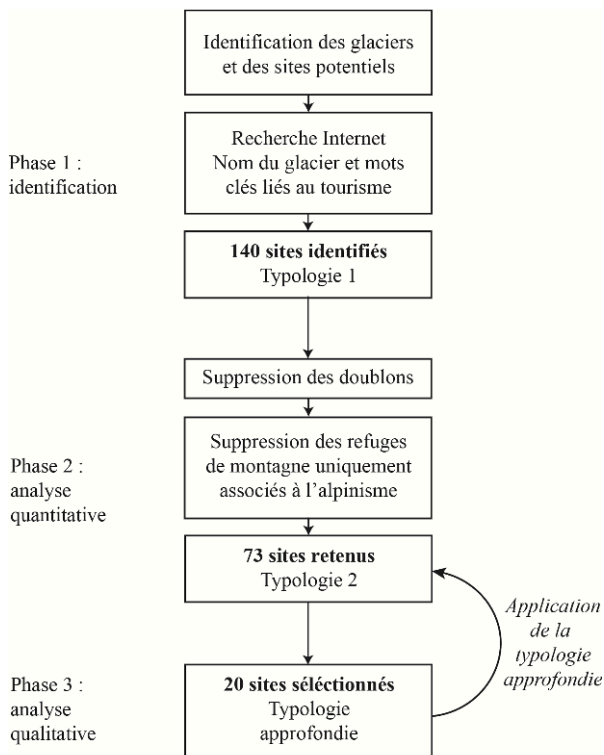 Identification des glaciers
et des sites potentiels
Phase 1 :
identification
Recherche Internet
Nom du glacier et mots
clés liés au tourisme
140 sites identifiés
Typologie 1
Suppression des doublons
Phase 2 :
analyse
quantitative
Suppression des refuges
de montagne uniquement
associés à l'alpinisme
73 sites retenus
Typologie 2
Application
de la
typologie
approfondie
Phase 3 :
analyse
qualitative
20 sites séléctionnés
Typologie
approfondie